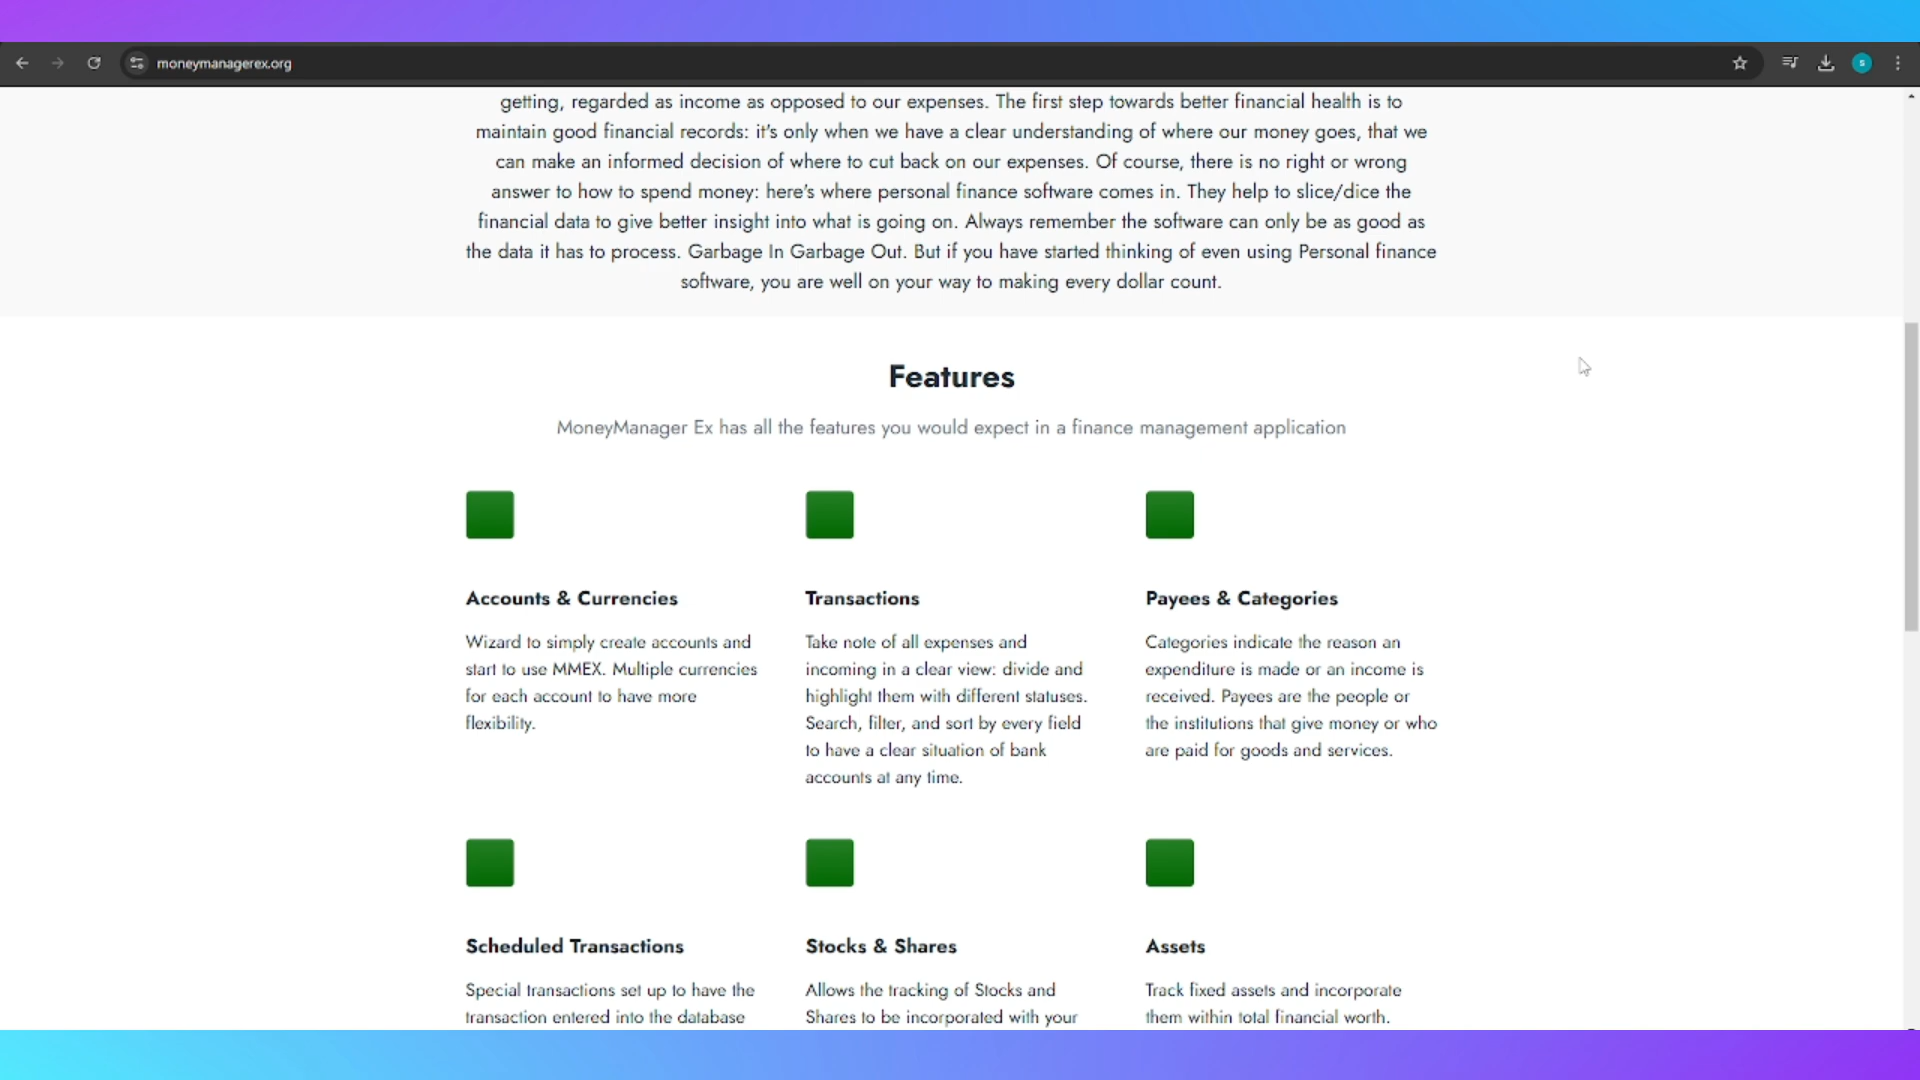 moneymanagerex.org
S
getting, regarded as income as opposed to our expenses. The first step towards better financial health is to
maintain good financial records: it's only when we have a clear understanding of where our money goes, that we
can make an informed decision of where to cut back on our expenses. Of course, there is no right or wrong
answer to how to spend money: here's where personal finance software comes in. They help to slice/dice the
financial data to give better insight into what is going on. Always remember the software can only be as good as
the data it has to process. Garbage In Garbage Out. But if you have started thinking of even using Personal finance
software, you are well on your way to making every dollar count.
Features
MoneyManager Ex has all the features you would expect in a finance management application
Accounts & Currencies
Wizard to simply create accounts and
start to use MMEX. Multiple currencies
for each account to have more
flexibility.
Transactions
Take note of all expenses and
incoming in a clear view: divide and
highlight them with different statuses.
Search, filter, and sort by every field
to have a clear situation of bank
accounts at any time.
Payees & Categories
Categories indicate the reason an
expenditure is made or an income is
received. Payees are the people or
the institutions that give money or who
are paid for goods and services.
Scheduled Transactions
Special transactions set up to have the
transaction entered into the database
Stocks & Shares
Allows the tracking of Stocks and
Shares to be incorporated with your
Assets
Track fixed assets and incorporate
them within total financial worth.